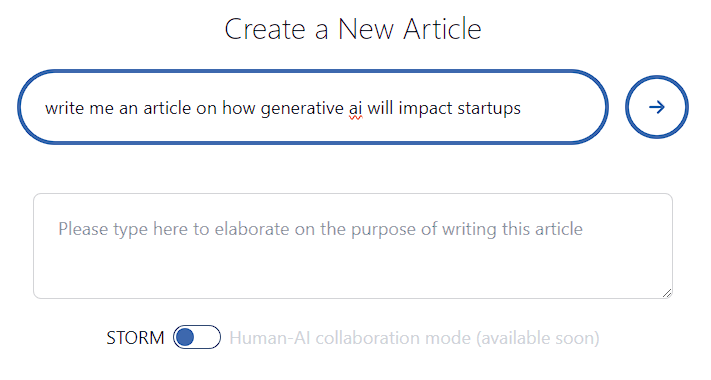 Create a New Article
write me an article on how generative ai will impact startups
Please type here to elaborate on the purpose of writing this article
STORM Human-AI collaboration mode (available soon)